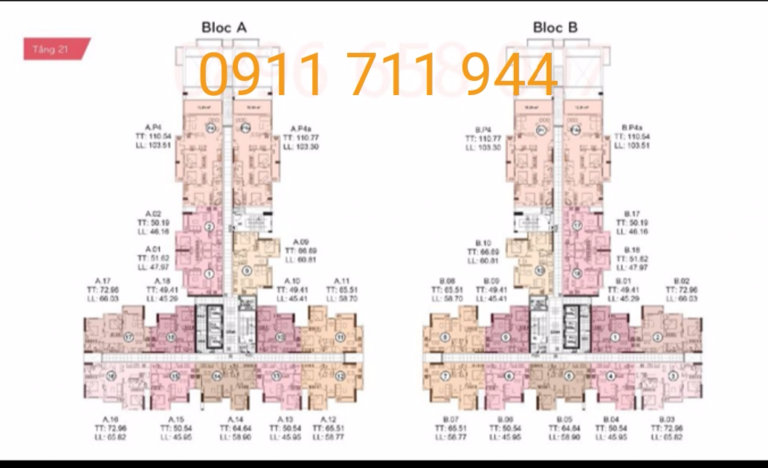 Bloc A
Bloc B
Tầng 21
0911 711 944
A.P4
TT: 110.54
LL: 103.51
A.P4a
TT: 110.77
LL: 103.30
B.P4
TT: 110.77
LL: 103.30
B.P4a
TT: 110.54
LL: 103.51
A.02
TT: 50.19
LL: 46.16
A.01
TT: 51.62
LL: 47.97
A.09
TT: 66.69
LL: 60.81
B.10
TT: 66.69
LL: 60.81
B.17
TT: 50.19
LL: 46.16
B.18
TT: 51.62
LL: 47.97
A.17
TT: 72.96
LL: 66.03
A.18
TT: 49.41
LL: 45.29
A.10
TT: 49.41
LL: 45.41
A.11
TT: 65.51
LL: 58.70
B.08
TT: 65.51
LL: 58.70
B.09
TT: 49.41
LL: 45.41
B.01
TT: 49.41
LL: 45.29
B.02
TT: 72.96
LL: 66.03
A.16
TT: 72.96
LL: 65.82
A.15
TT: 50.54
LL: 45.95
A.14
TT: 64.64
LL: 58.90
A.13
TT: 50.54
LL: 45.95
A.12
TT: 65.51
LL: 58.77
B.07
TT: 65.51
LL: 58.77
B.06
TT: 50.54
LL: 45.95
B.05
TT: 64.64
LL: 58.90
B.04
TT: 50.54
LL: 45.95
B.03
TT: 72.96
LL: 65.82